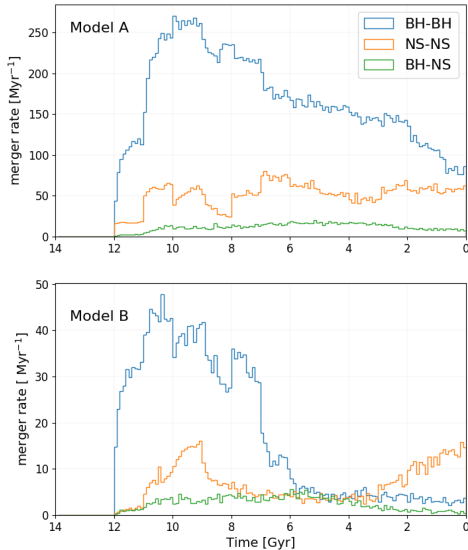 Model A
BH-BH
NS-NS
BH-NS
merger rate [Myr⁻¹]
250
200
150
100
50
0
14 12 10 8 6 4 2 0
Model B
merger rate [ Myr⁻¹]
50
40
30
20
10
0
14 12 10 8 6 4 2 0
Time [Gyr]